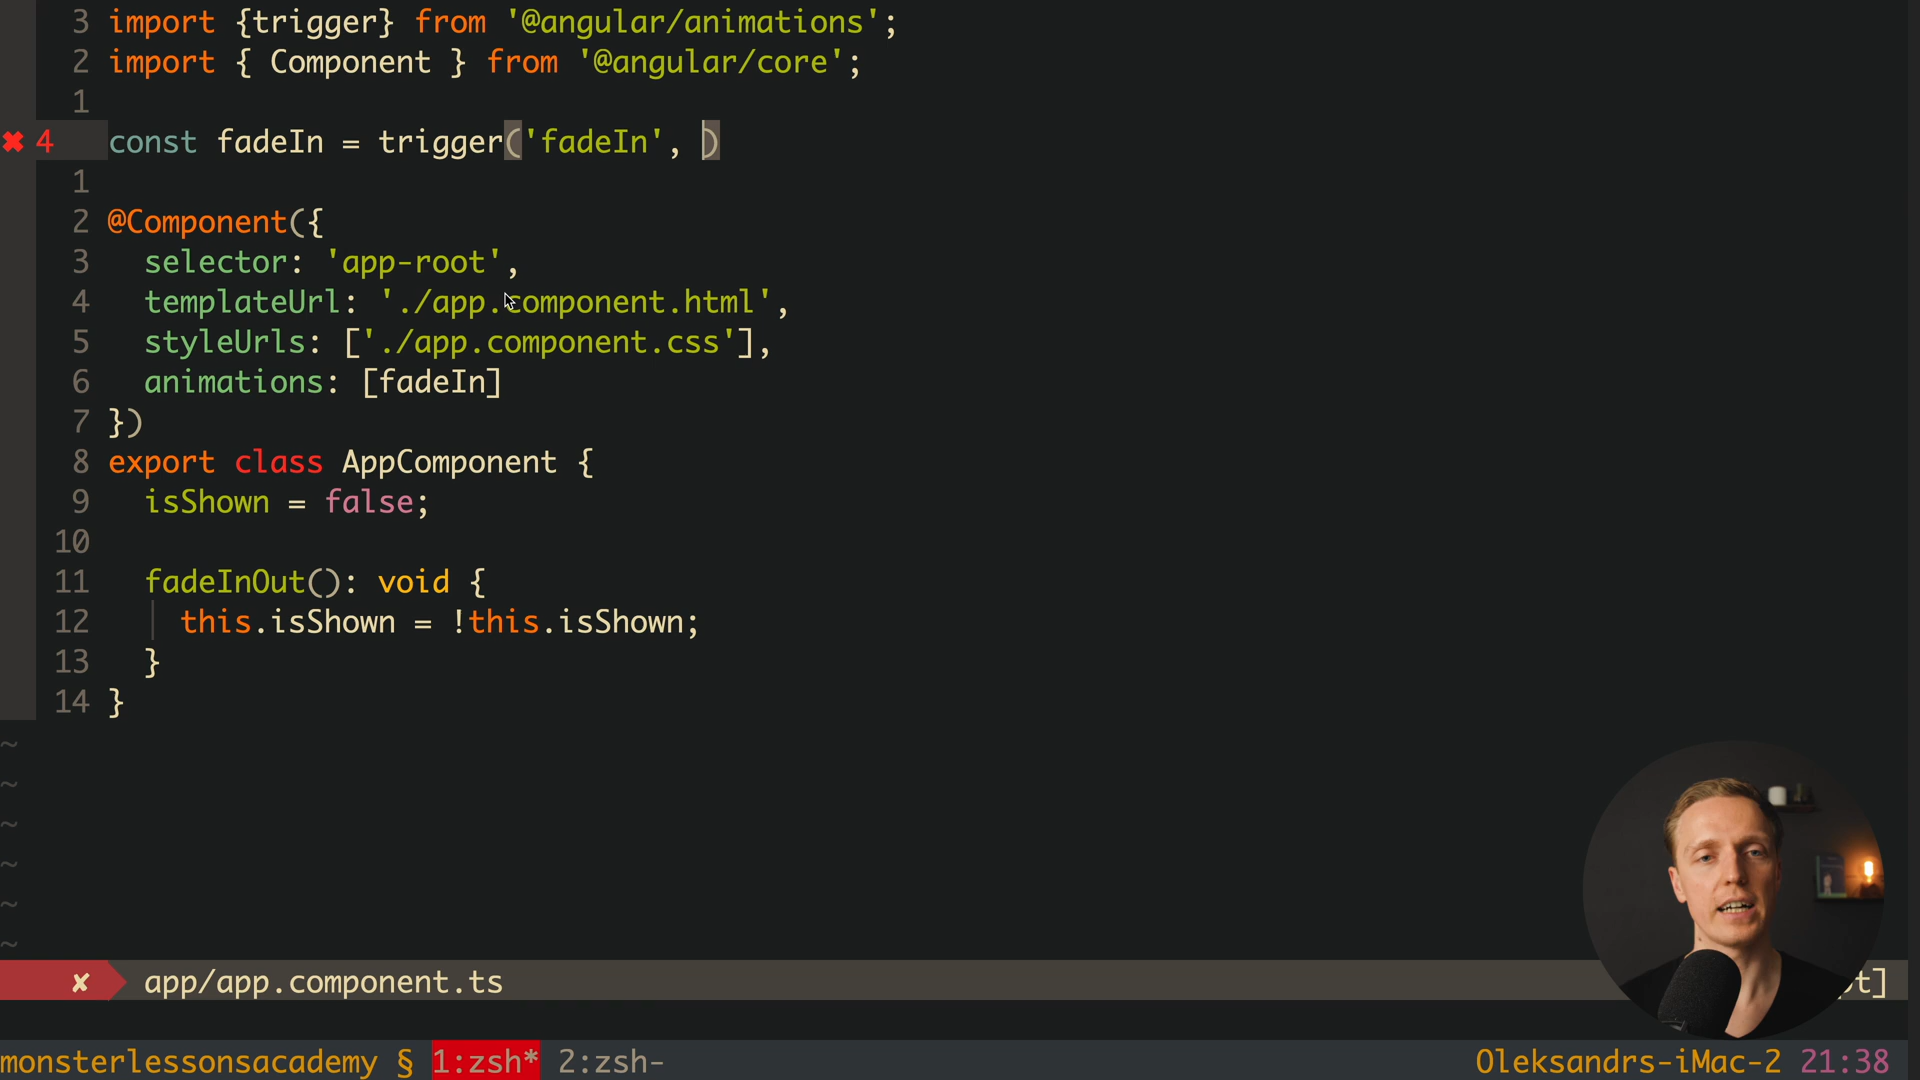 3 import {trigger} from '@angular/animations';
2 import { Component } from '@angular/core';
1
✖ 4 const fadeIn = trigger('fadeIn', )
1
2 @Component({
3   selector: 'app-root',
4   templateUrl: './app.component.html',
5   styleUrls: ['./app.component.css'],
6   animations: [fadeIn]
7 })
8 export class AppComponent {
9   isShown = false;
10
11   fadeInOut(): void {
12     this.isShown = !this.isShown;
13   }
14 }
~
~
~
~
~
~
✘ app/app.component.ts t]
monsterlessonsacademy § 1:zsh* 2:zsh- Oleksandrs-iMac-2 21:38